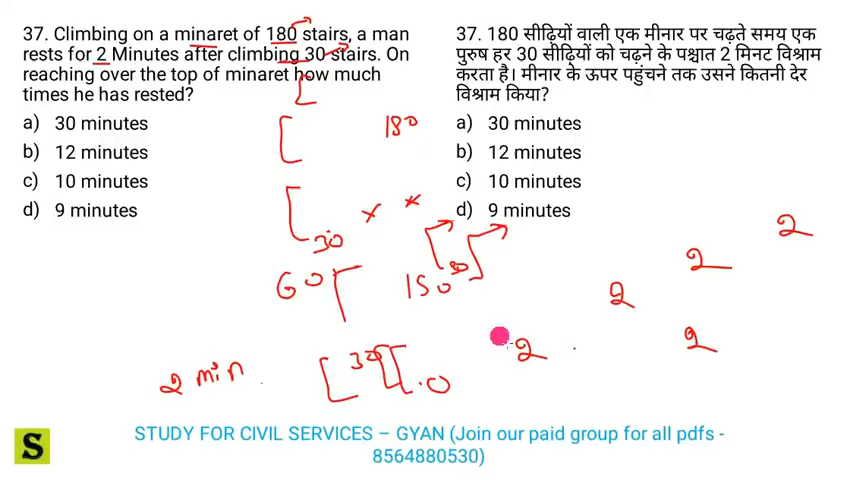 37. Climbing on a minaret of 180 stairs, a man
rests for 2 Minutes after climbing 30 stairs. On
reaching over the top of minaret how much
times he has rested?
a) 30 minutes
b) 12 minutes
c) 10 minutes
d) 9 minutes
37. 180 सीढ़ियों वाली एक मीनार पर चढ़ते समय एक
पुरुष हर 30 सीढ़ियों को चढ़ने के पश्चात 2 मिनट विश्राम
करता है। मीनार के ऊपर पहुंचने तक उसने कितनी देर
विश्राम किया?
a) 30 minutes
b) 12 minutes
c) 10 minutes
d) 9 minutes
180
30
60
150
2
2
2
2
2
2 min
30
0
S
STUDY FOR CIVIL SERVICES – GYAN (Join our paid group for all pdfs -
8564880530)